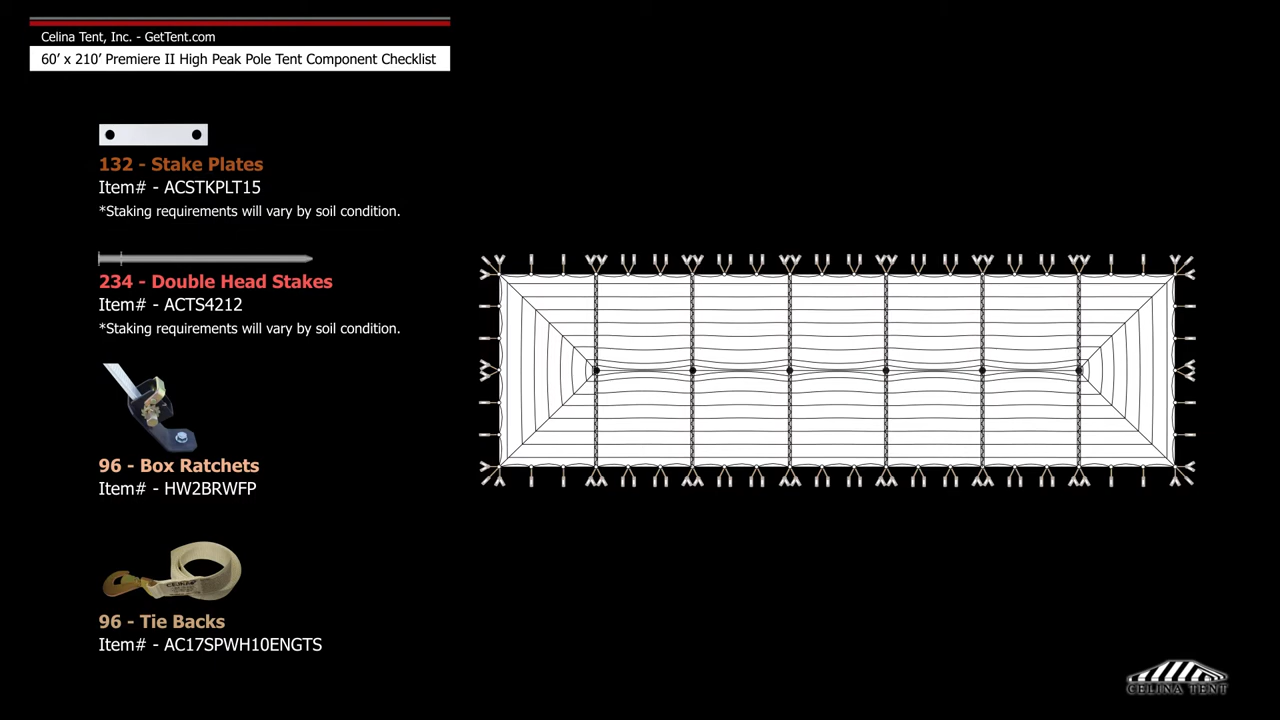 Celina Tent, Inc. - GetTent.com
60’ x 210’ Premiere II High Peak Pole Tent Component Checklist
132 - Stake Plates
Item# - ACSTKPLT15
*Staking requirements will vary by soil condition.
234 - Double Head Stakes
Item# - ACTS4212
*Staking requirements will vary by soil condition.
96 - Box Ratchets
Item# - HW2BRWFP
96 - Tie Backs
Item# - AC17SPWH10ENGTS
CELINA TENT